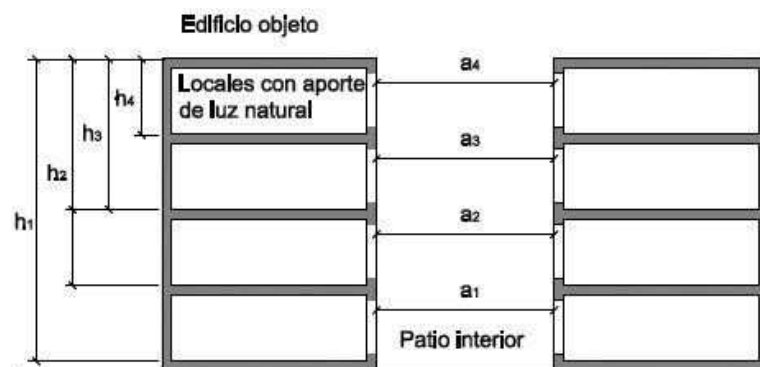 Edificio objeto
Locales con aporte
de luz natural
h4
h3
h2
h1
a4
a3
a2
a1
Patio interior